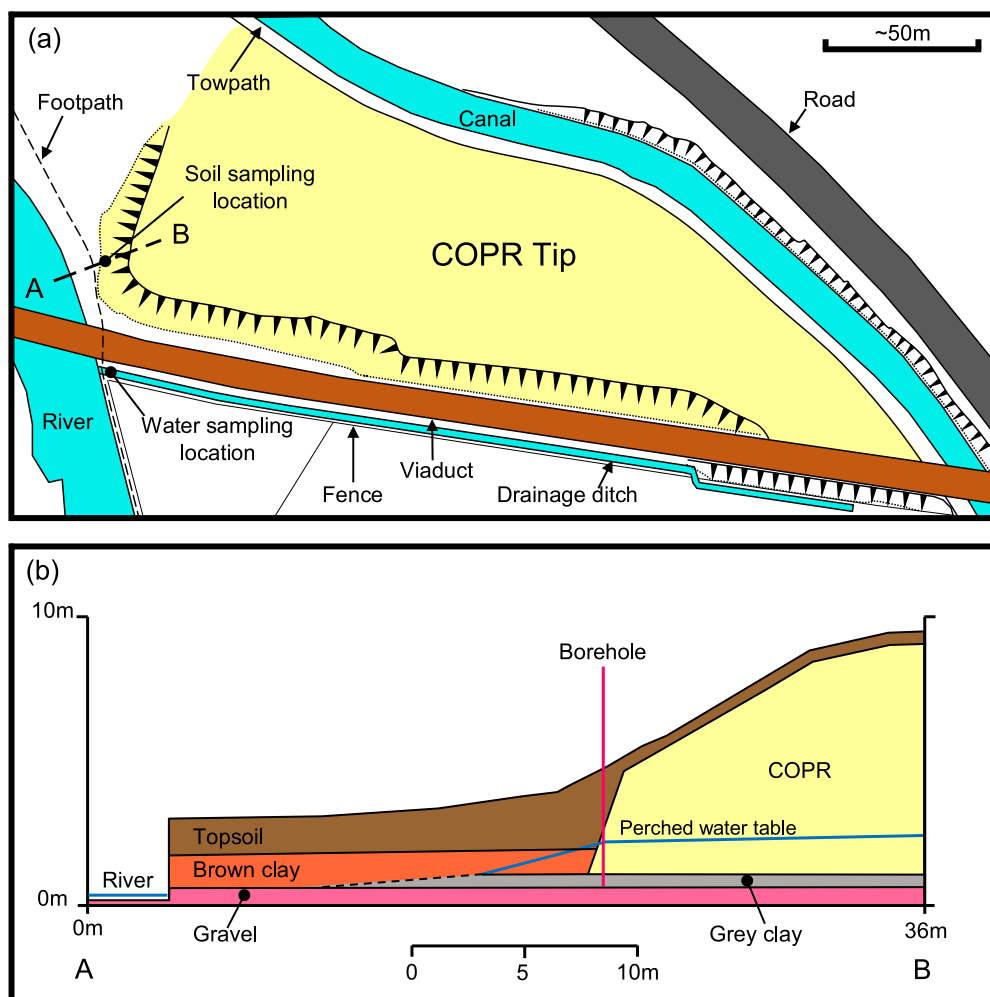 (a)
~50m
Towpath
Footpath
Road
Canal
Soil sampling
location
B
COPR Tip
A
River
Water sampling
location
Viaduct
Fence
Drainage ditch
(b)
10m
Borehole
COPR
Perched water table
Topsoil
Brown clay
River
0m
0m
Gravel
Grey clay
36m
A
0
5
10m
B